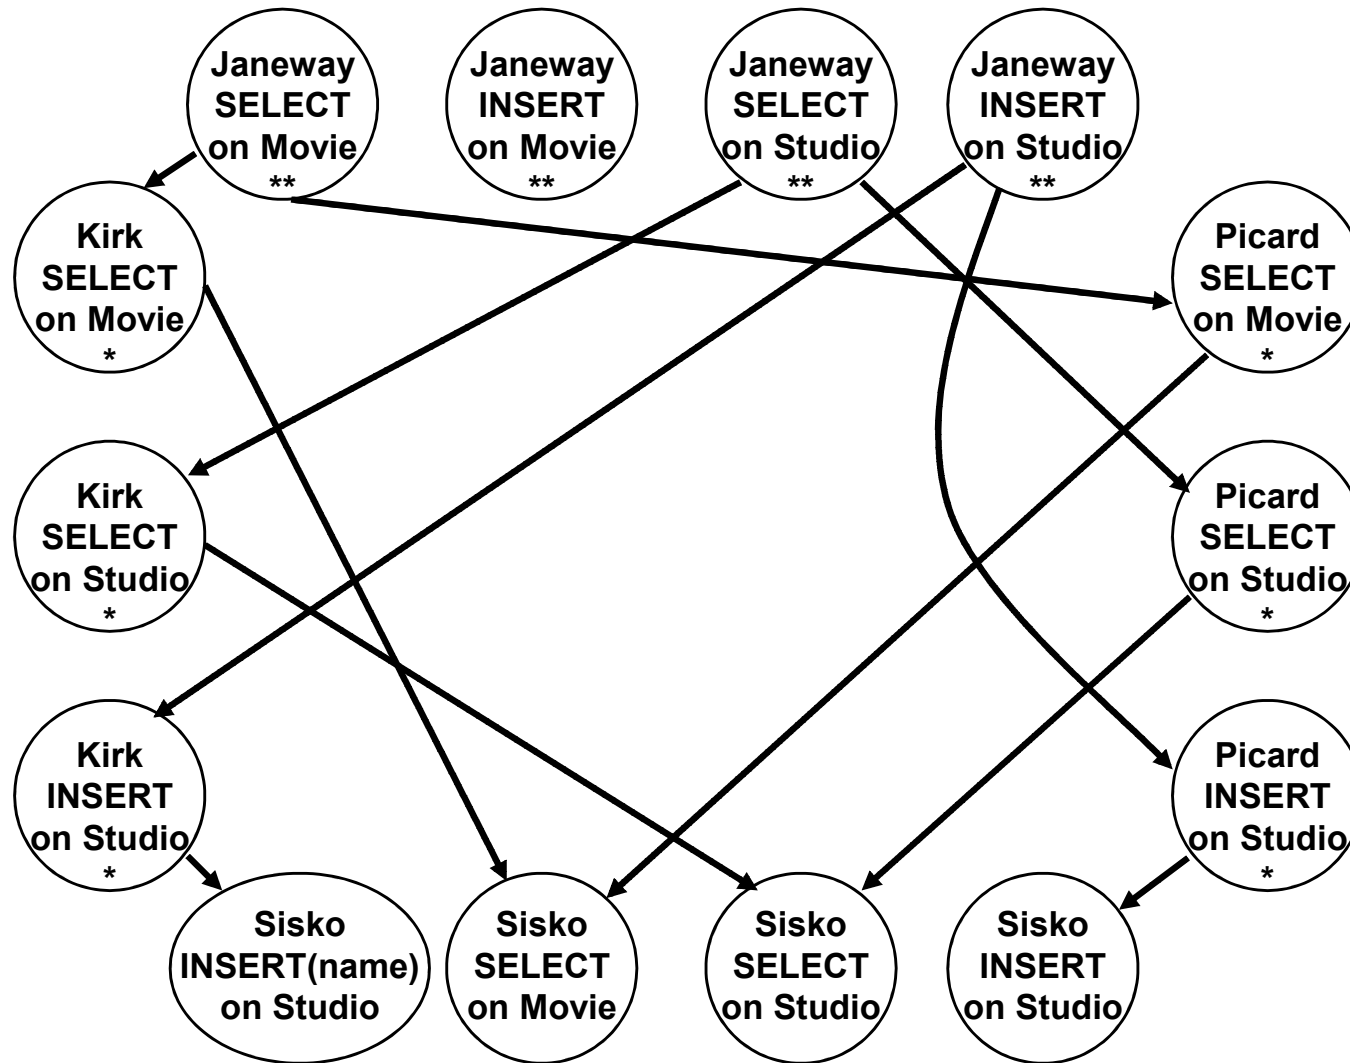 Janeway
SELECT
on Movie
**
Janeway
INSERT
on Movie
**
Janeway
SELECT
on Studio
**
Janeway
INSERT
on Studio
**
Kirk
SELECT
on Movie
*
Picard
SELECT
on Movie
*
Kirk
SELECT
on Studio
*
Picard
SELECT
on Studio
*
Kirk
INSERT
on Studio
*
Picard
INSERT
on Studio
*
Sisko
INSERT(name)
on Studio
Sisko
SELECT
on Movie
Sisko
SELECT
on Studio
Sisko
INSERT
on Studio